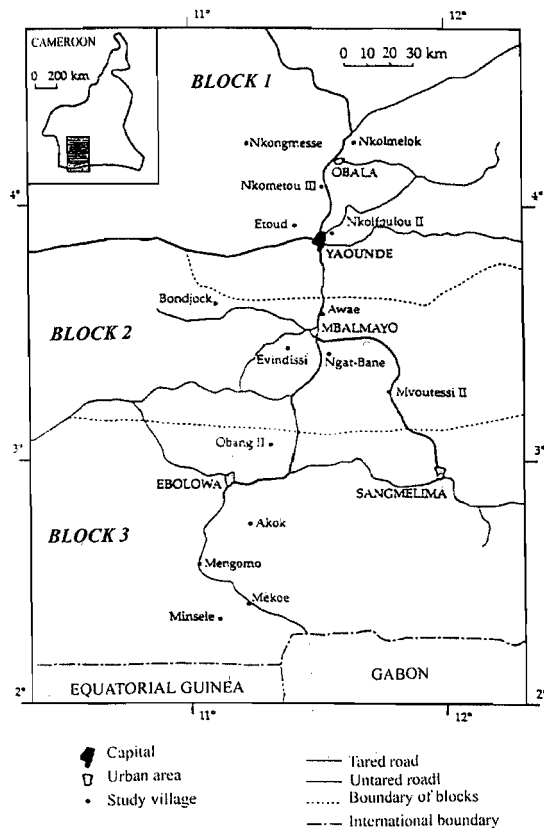 11°
12°
CAMEROON
0 200 km
0 10 20 30 km
BLOCK 1
Nkongmesse
Nkolmelok
OBALA
Nkometou III
4°
4°
Etoud
Nkolfoulou II
YAOUNDE
Bondjock
Awae
BLOCK 2
MBALMAYO
Evindissi
Ngat-Bane
Mvoutessi II
Obang II
3°
3°
EBOLOWA
SANGMELIMA
BLOCK 3
Akok
Mengomo
Mekoe
Minsele
GABON
EQUATORIAL GUINEA
2°
2°
11°
12°
Capital
Urban area
Study village
Tared road
Untared roadl
Boundary of blocks
International boundary